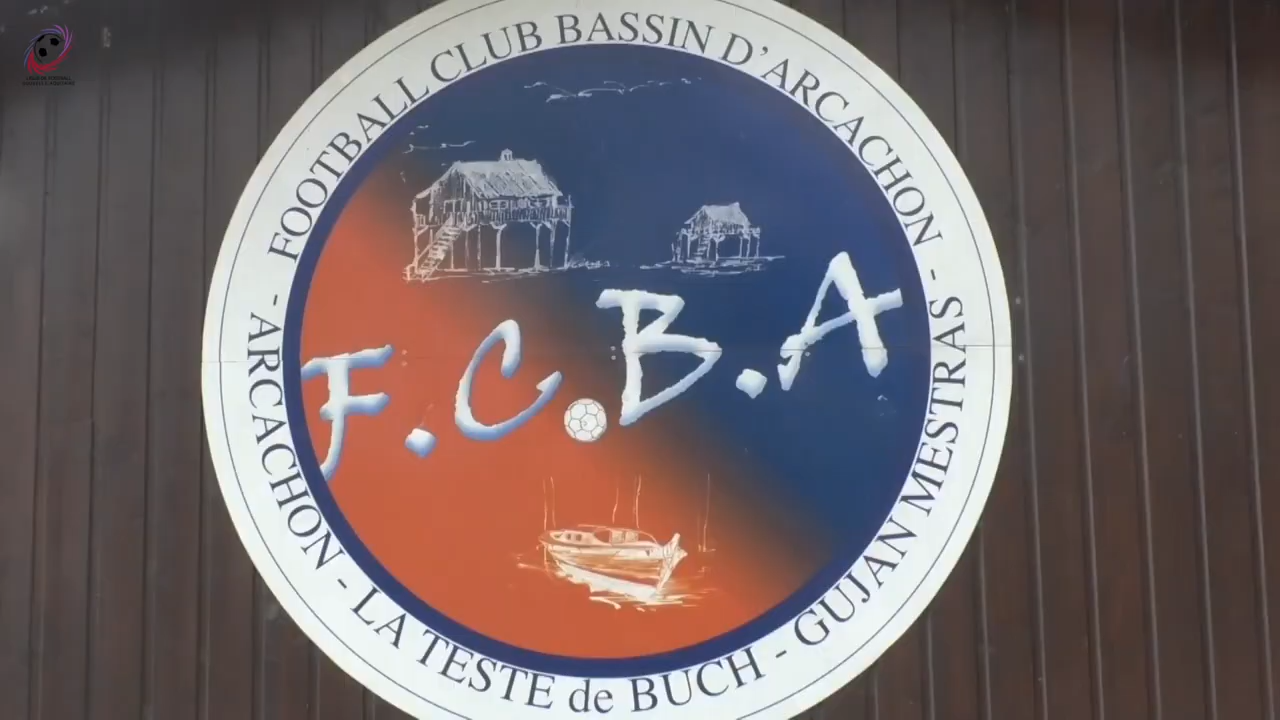 FOOTBALL CLUB BASSIN D'ARCACHON - GUJAN MESTRAS - LA TESTE de BUCH - ARCACHON -
F.C.B.A